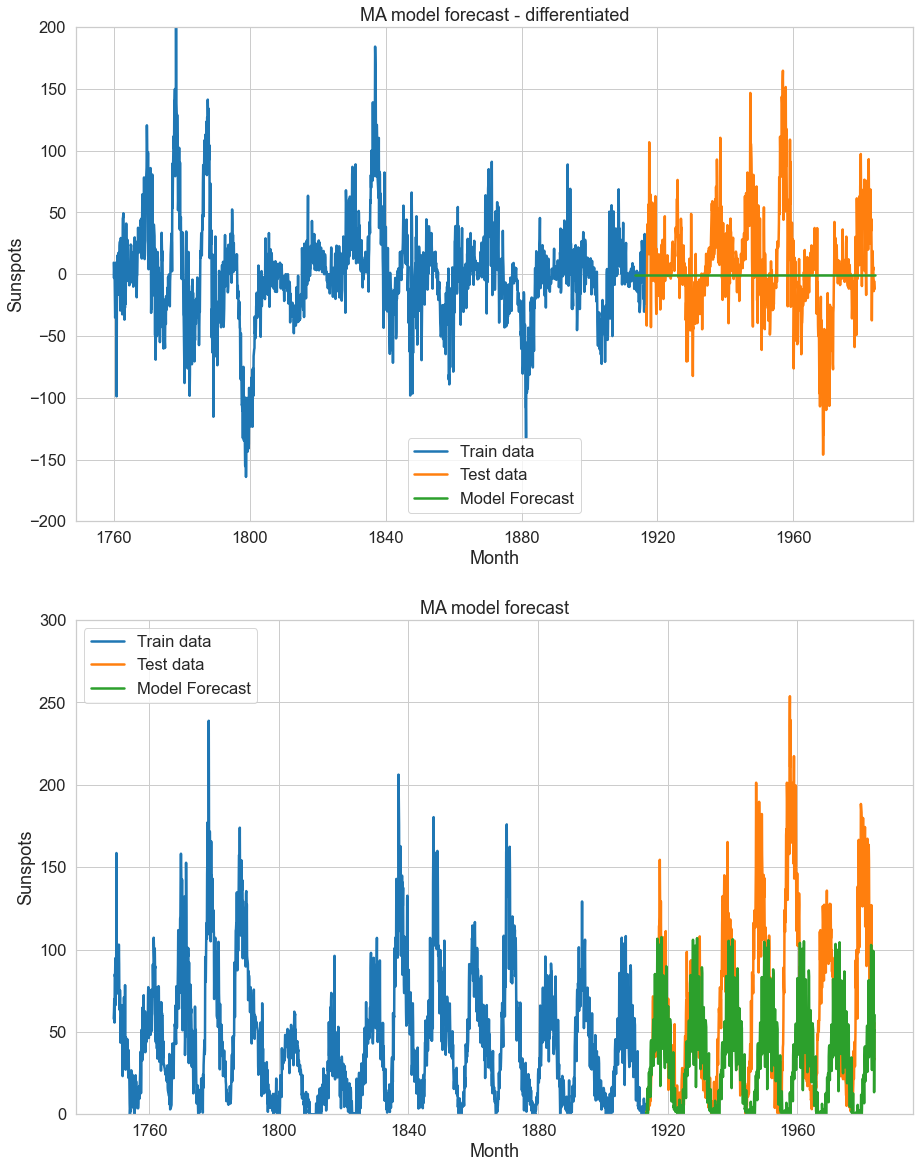 MA model forecast - differentiated
200
150
100
50
0
−50
−100
−150
−200
Sunspots
Train data
Test data
Model Forecast
1760 1800 1840 1880 1920 1960
Month
MA model forecast
300
250
200
150
100
50
0
Sunspots
Train data
Test data
Model Forecast
1760 1800 1840 1880 1920 1960
Month